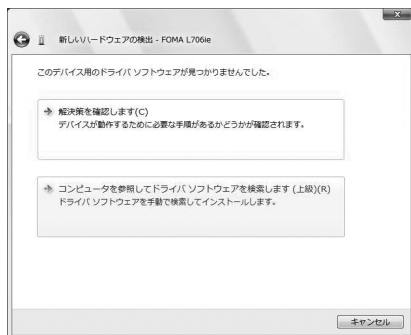 新しいハードウェアの検出 - FOMA L706ie
このデバイス用のドライバ ソフトウェアが見つかりませんでした。
解決策を確認します(C)
デバイスが動作するために必要な手順があるかどうかが確認されます。
コンピュータを参照してドライバ ソフトウェアを検索します (上級)(R)
ドライバ ソフトウェアを手動で検索してインストールします。
キャンセル